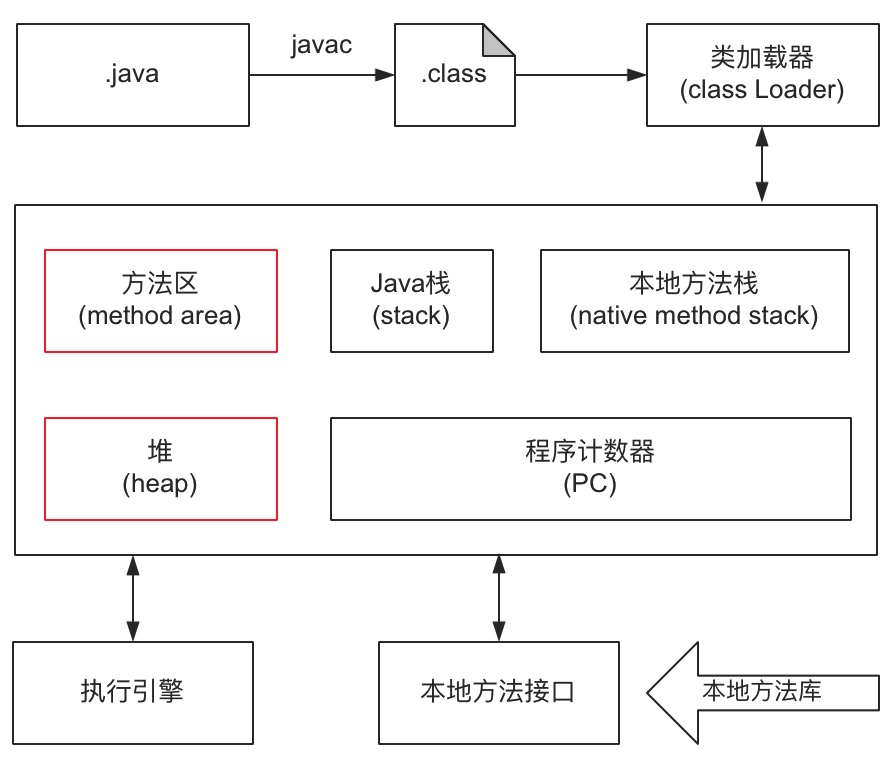 .java
javac
.class
类加载器
(class Loader)
方法区
(method area)
Java栈
(stack)
本地方法栈
(native method stack)
堆
(heap)
程序计数器
(PC)
执行引擎
本地方法接口
本地方法库